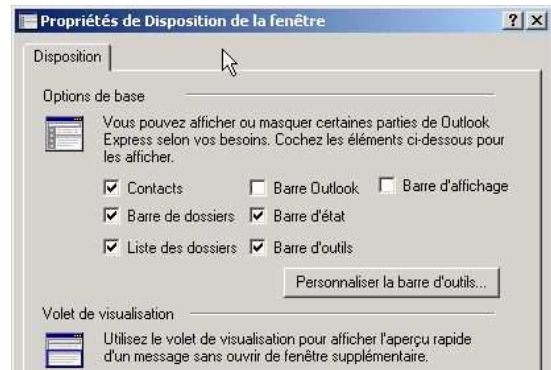 Propriétés de Disposition de la fenêtre
Disposition
Options de base
Vous pouvez afficher ou masquer certaines parties de Outlook
Express selon vos besoins. Cochez les éléments ci-dessous pour
les afficher.
Contacts Barre Outlook Barre d'affichage
Barre de dossiers Barre d'état
Liste des dossiers Barre d'outils
Personnaliser la barre d'outils...
Volet de visualisation
Utilisez le volet de visualisation pour afficher l'aperçu rapide
d'un message sans ouvrir de fenêtre supplémentaire.